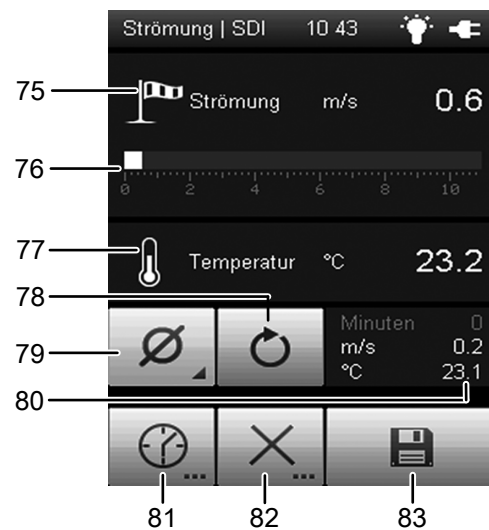 Strömung | SDI 10 43
75
Strömung m/s 0.6
76
0 2 4 6 8 10
77
Temperatur °C 23.2
78
79
Minuten 0
m/s 0.2
°C 23.1
80
81 82 83